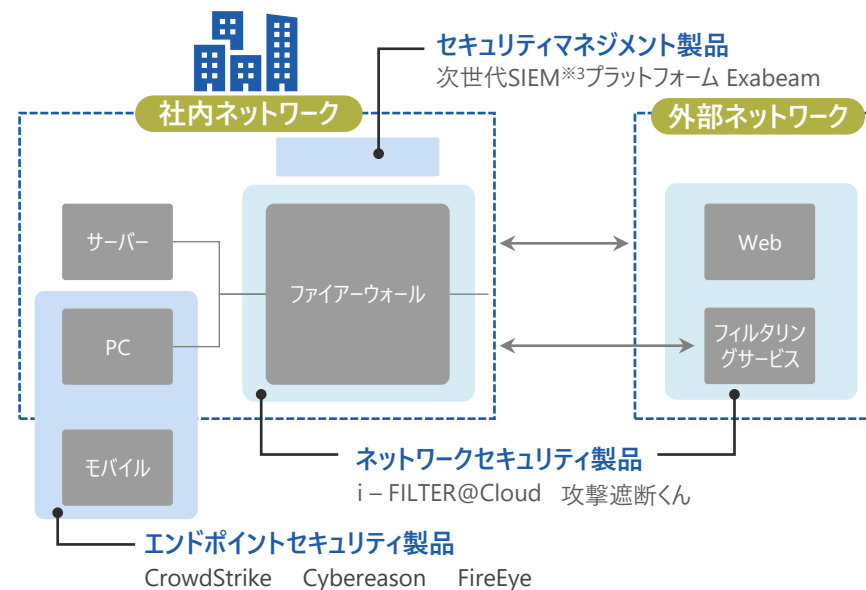 セキュリティマネジメント製品
次世代SIEM※3プラットフォーム Exabeam
社内ネットワーク
外部ネットワーク
サーバー
ファイアーウォール
Web
PC
フィルタリン
グサービス
モバイル
ネットワークセキュリティ製品
i – FILTER@Cloud 攻撃遮断くん
エンドポイントセキュリティ製品
CrowdStrike Cybereason FireEye